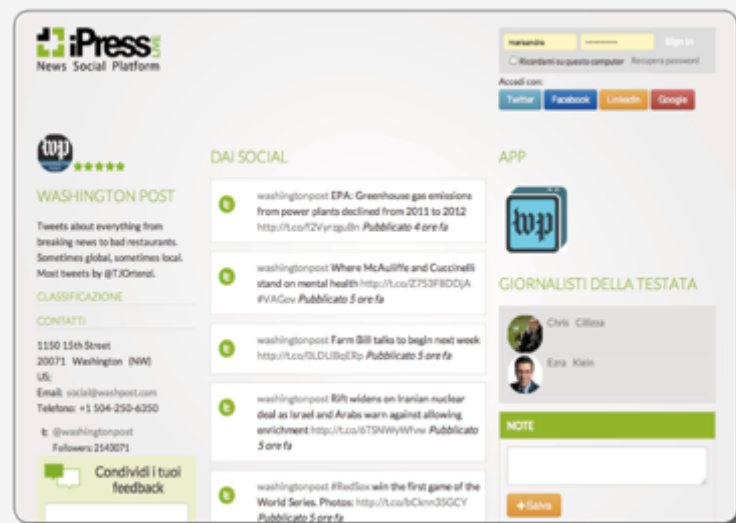 iPress LIVE
News Social Platform
marisandra
Sign in
Ricordami su questo computer Recupera password
Accedi con:
Twitter Facebook LinkedIn Google
wp
WASHINGTON POST
Tweets about everything from
breaking news to bad restaurants.
Sometimes global, sometimes local.
Most tweets by @TJOrtenzi.
CLASSIFICAZIONE
CONTATTI
1150 15th Street
20071 Washington (NW)
US;
Email: social@washpost.com
Telefono: +1 504-250-6350
@washingtonpost
Followers: 2143071
Condividi i tuoi
feedback
DAI SOCIAL
washingtonpost EPA: Greenhouse gas emissions
from power plants declined from 2011 to 2012
http://t.co/f2Vyrzgu8n Pubblicato 4 ore fa
washingtonpost Where McAuliffe and Cuccinelli
stand on mental health http://t.co/Z7S3F8DDjA
#VAGov Pubblicato 5 ore fa
washingtonpost Farm Bill talks to begin next week
http://t.co/0LDUBqERp Pubblicato 5 ore fa
washingtonpost Rift widens on Iranian nuclear
deal as Israel and Arabs warn against allowing
enrichment http://t.co/6TSNWyWfvw Pubblicato
5 ore fa
washingtonpost #RedSox win the first game of the
World Series. Photos: http://t.co/bCknn3SGCY
Pubblicato 5 ore fa
APP
wp
GIORNALISTI DELLA TESTATA
Chris Cillizza
Ezra Klein
NOTE
+Salva